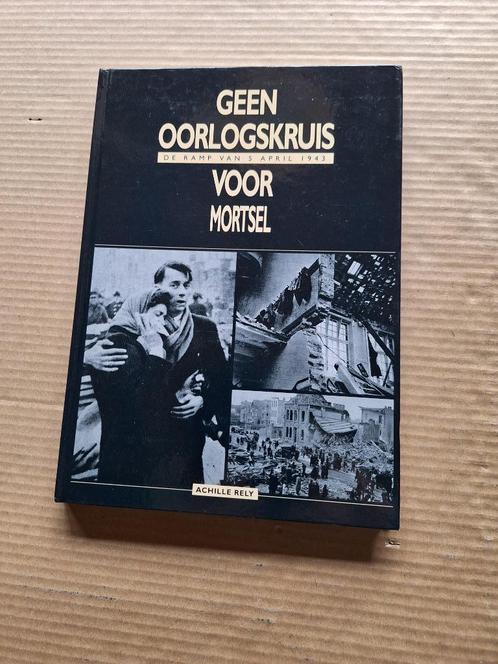 GEEN
OORLOGSKRUIS
DE RAMP VAN 5 APRIL 1943
VOOR
MORTSEL
ACHILLE RELY